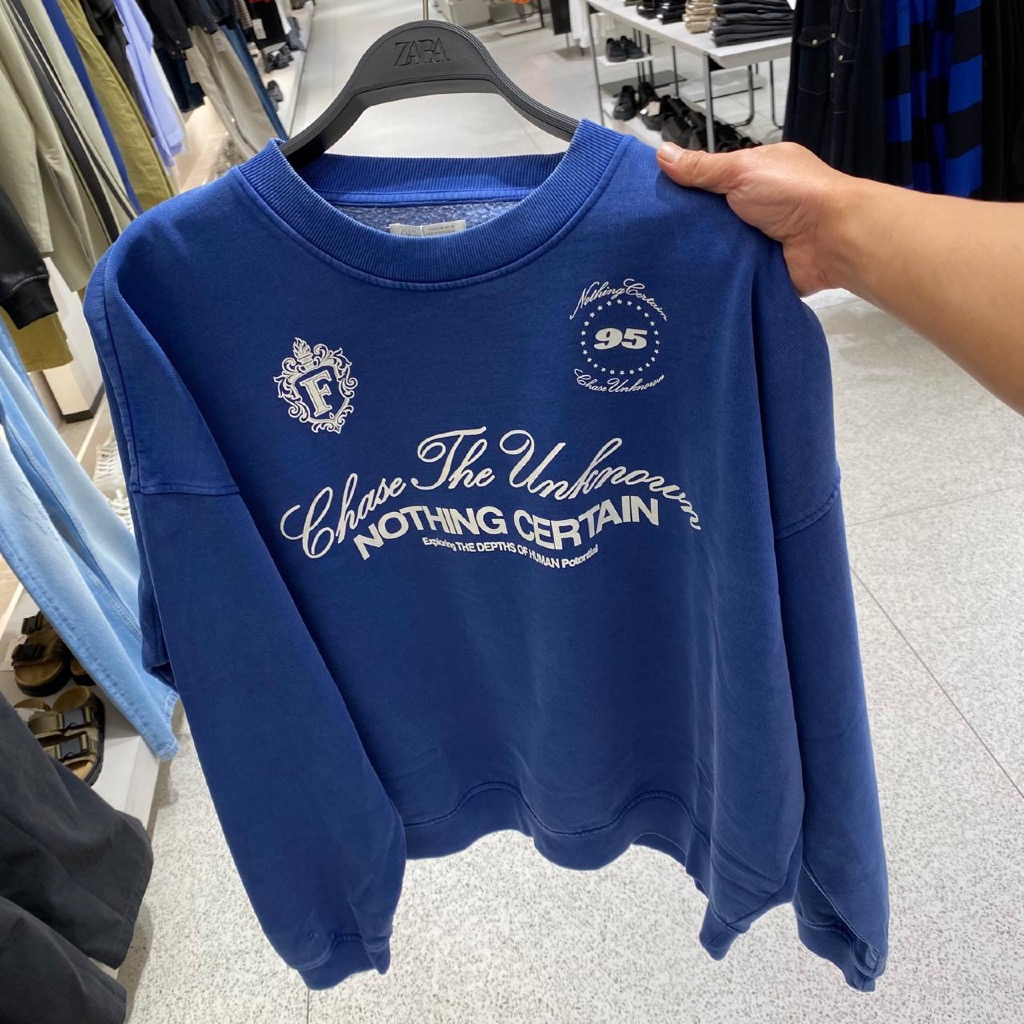 ZARA
Nothing Certain
95
Chase Unknown
F
Chase The Unknown
NOTHING CERTAIN
Exploring THE DEPTHS OF HUMAN Potential